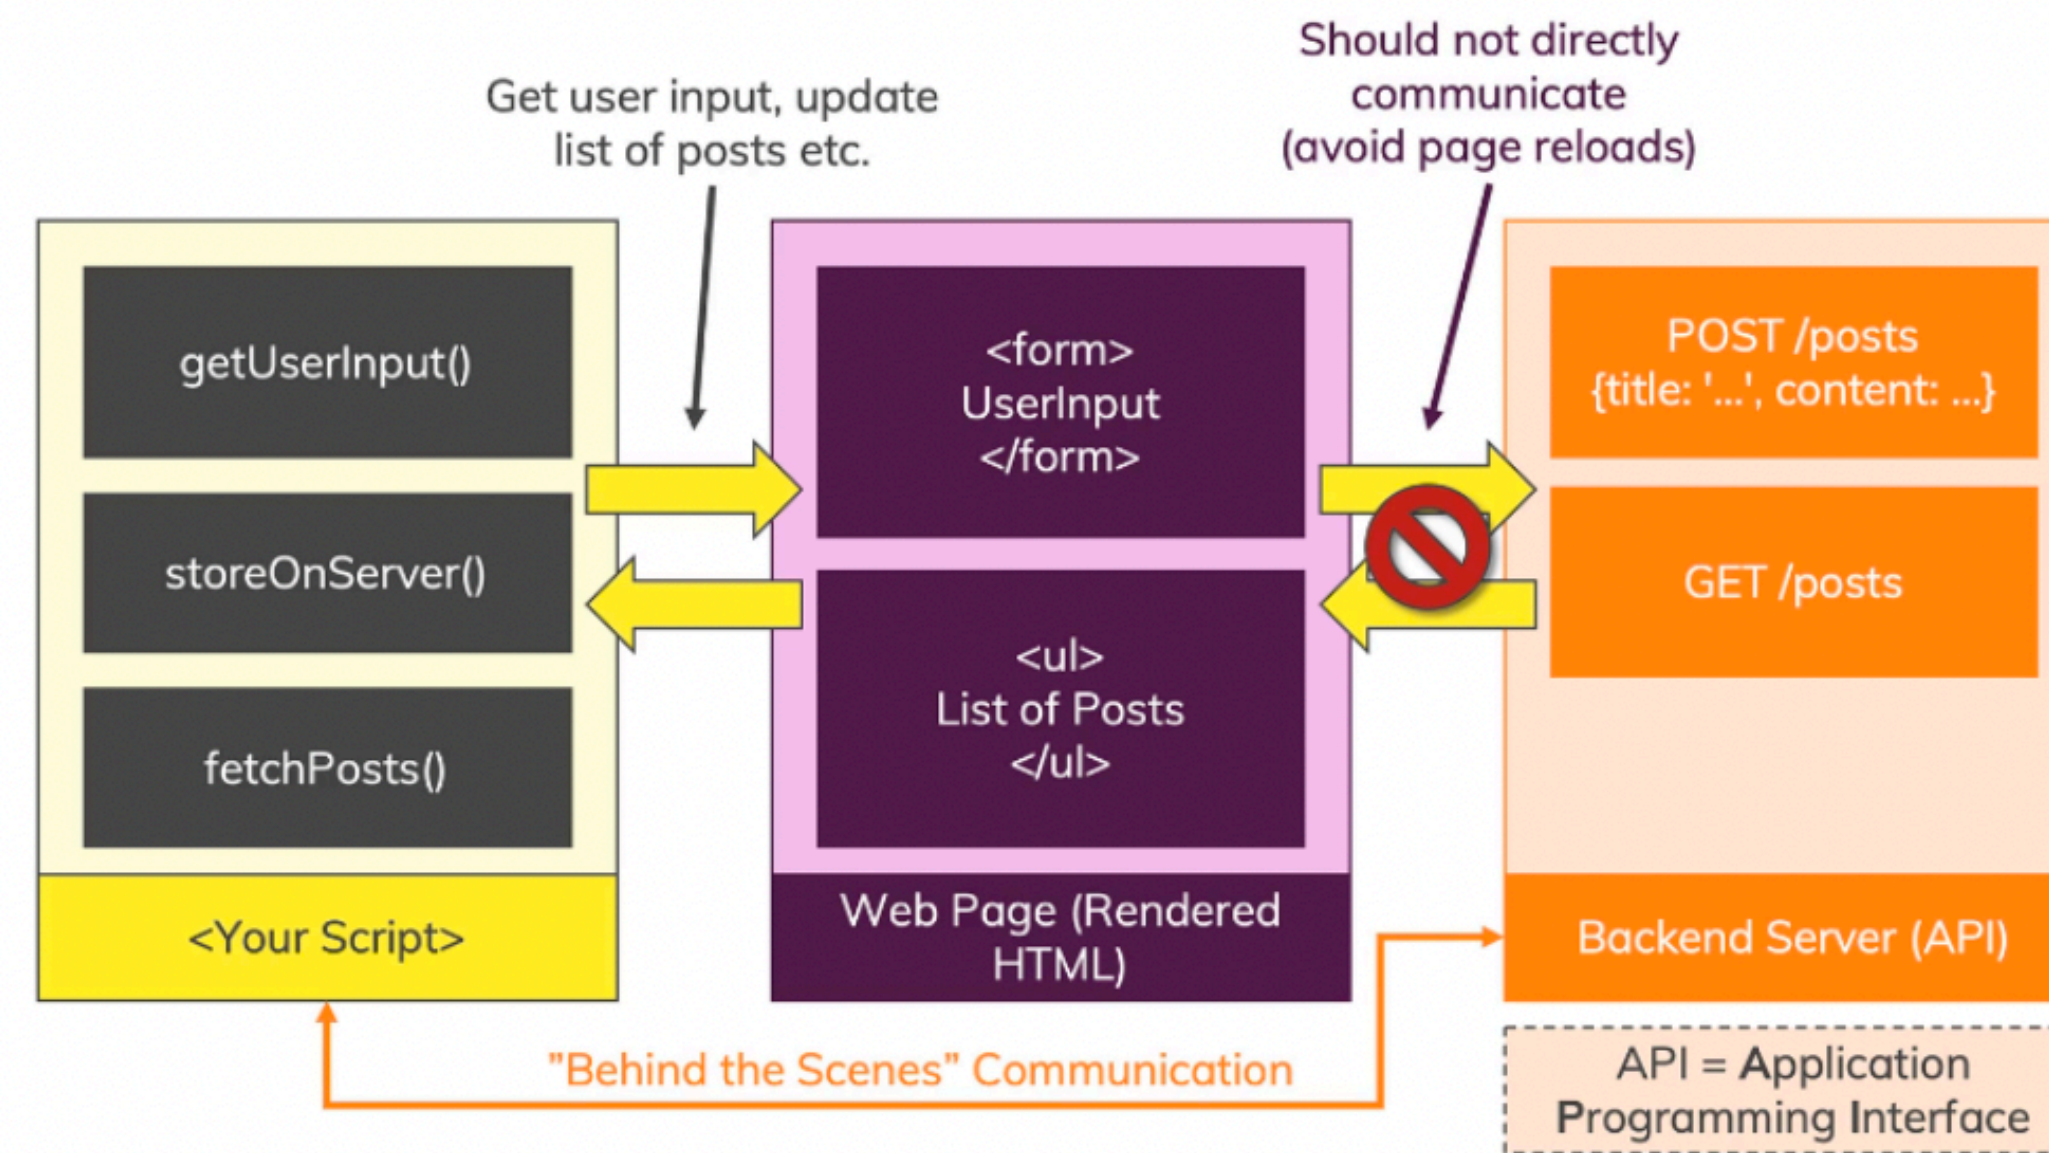 Should not directly
communicate
(avoid page reloads)
Get user input, update
list of posts etc.
getUserInput()
storeOnServer()
fetchPosts()
<Your Script>
<form>
UserInput
</form>
<ul>
List of Posts
</ul>
Web Page (Rendered
HTML)
POST /posts
{title: '...', content: ...}
GET /posts
Backend Server (API)
”Behind the Scenes” Communication
API = Application
Programming Interface